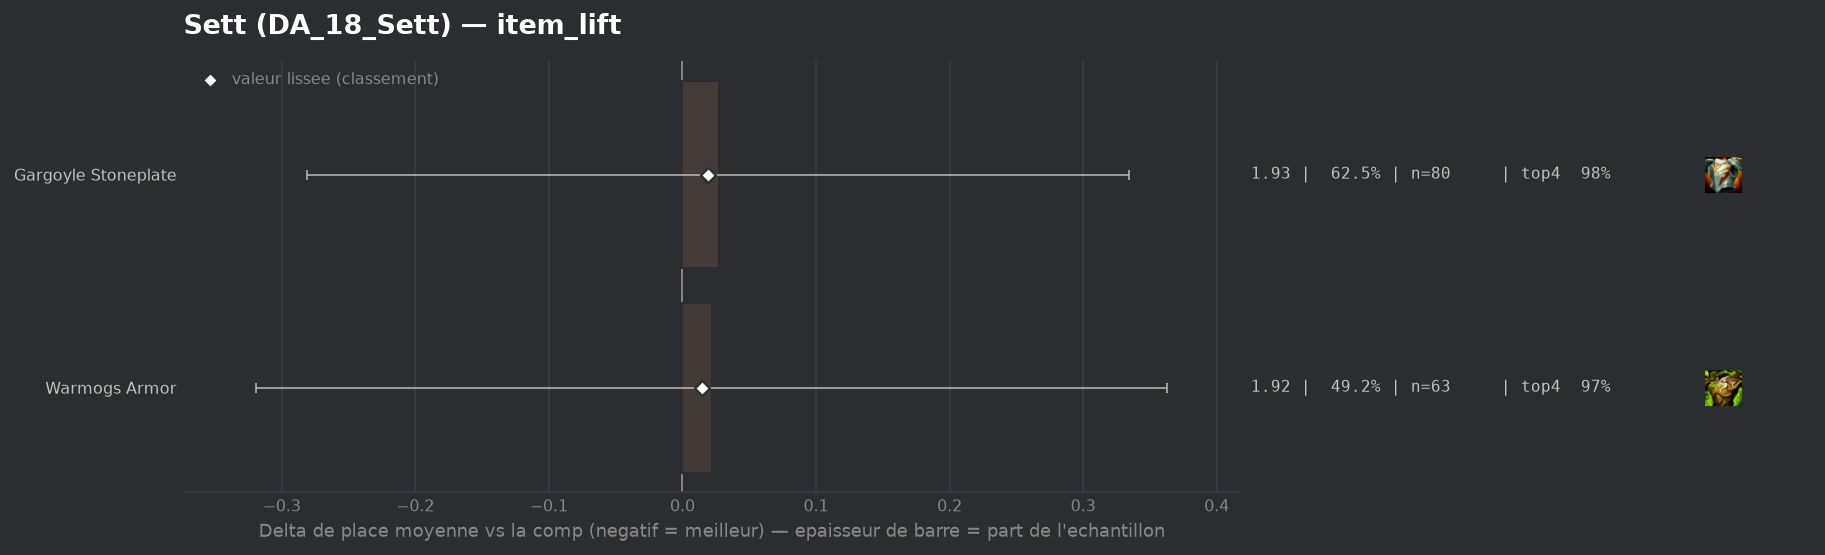 Sett (DA_18_Sett) — item_lift
valeur lissee (classement)
Gargoyle Stoneplate
1.93 | 62.5% | n=80 | top4 98%
Warmogs Armor
1.92 | 49.2% | n=63 | top4 97%
−0.3 −0.2 −0.1 0.0 0.1 0.2 0.3 0.4
Delta de place moyenne vs la comp (negatif = meilleur) — epaisseur de barre = part de l'echantillon